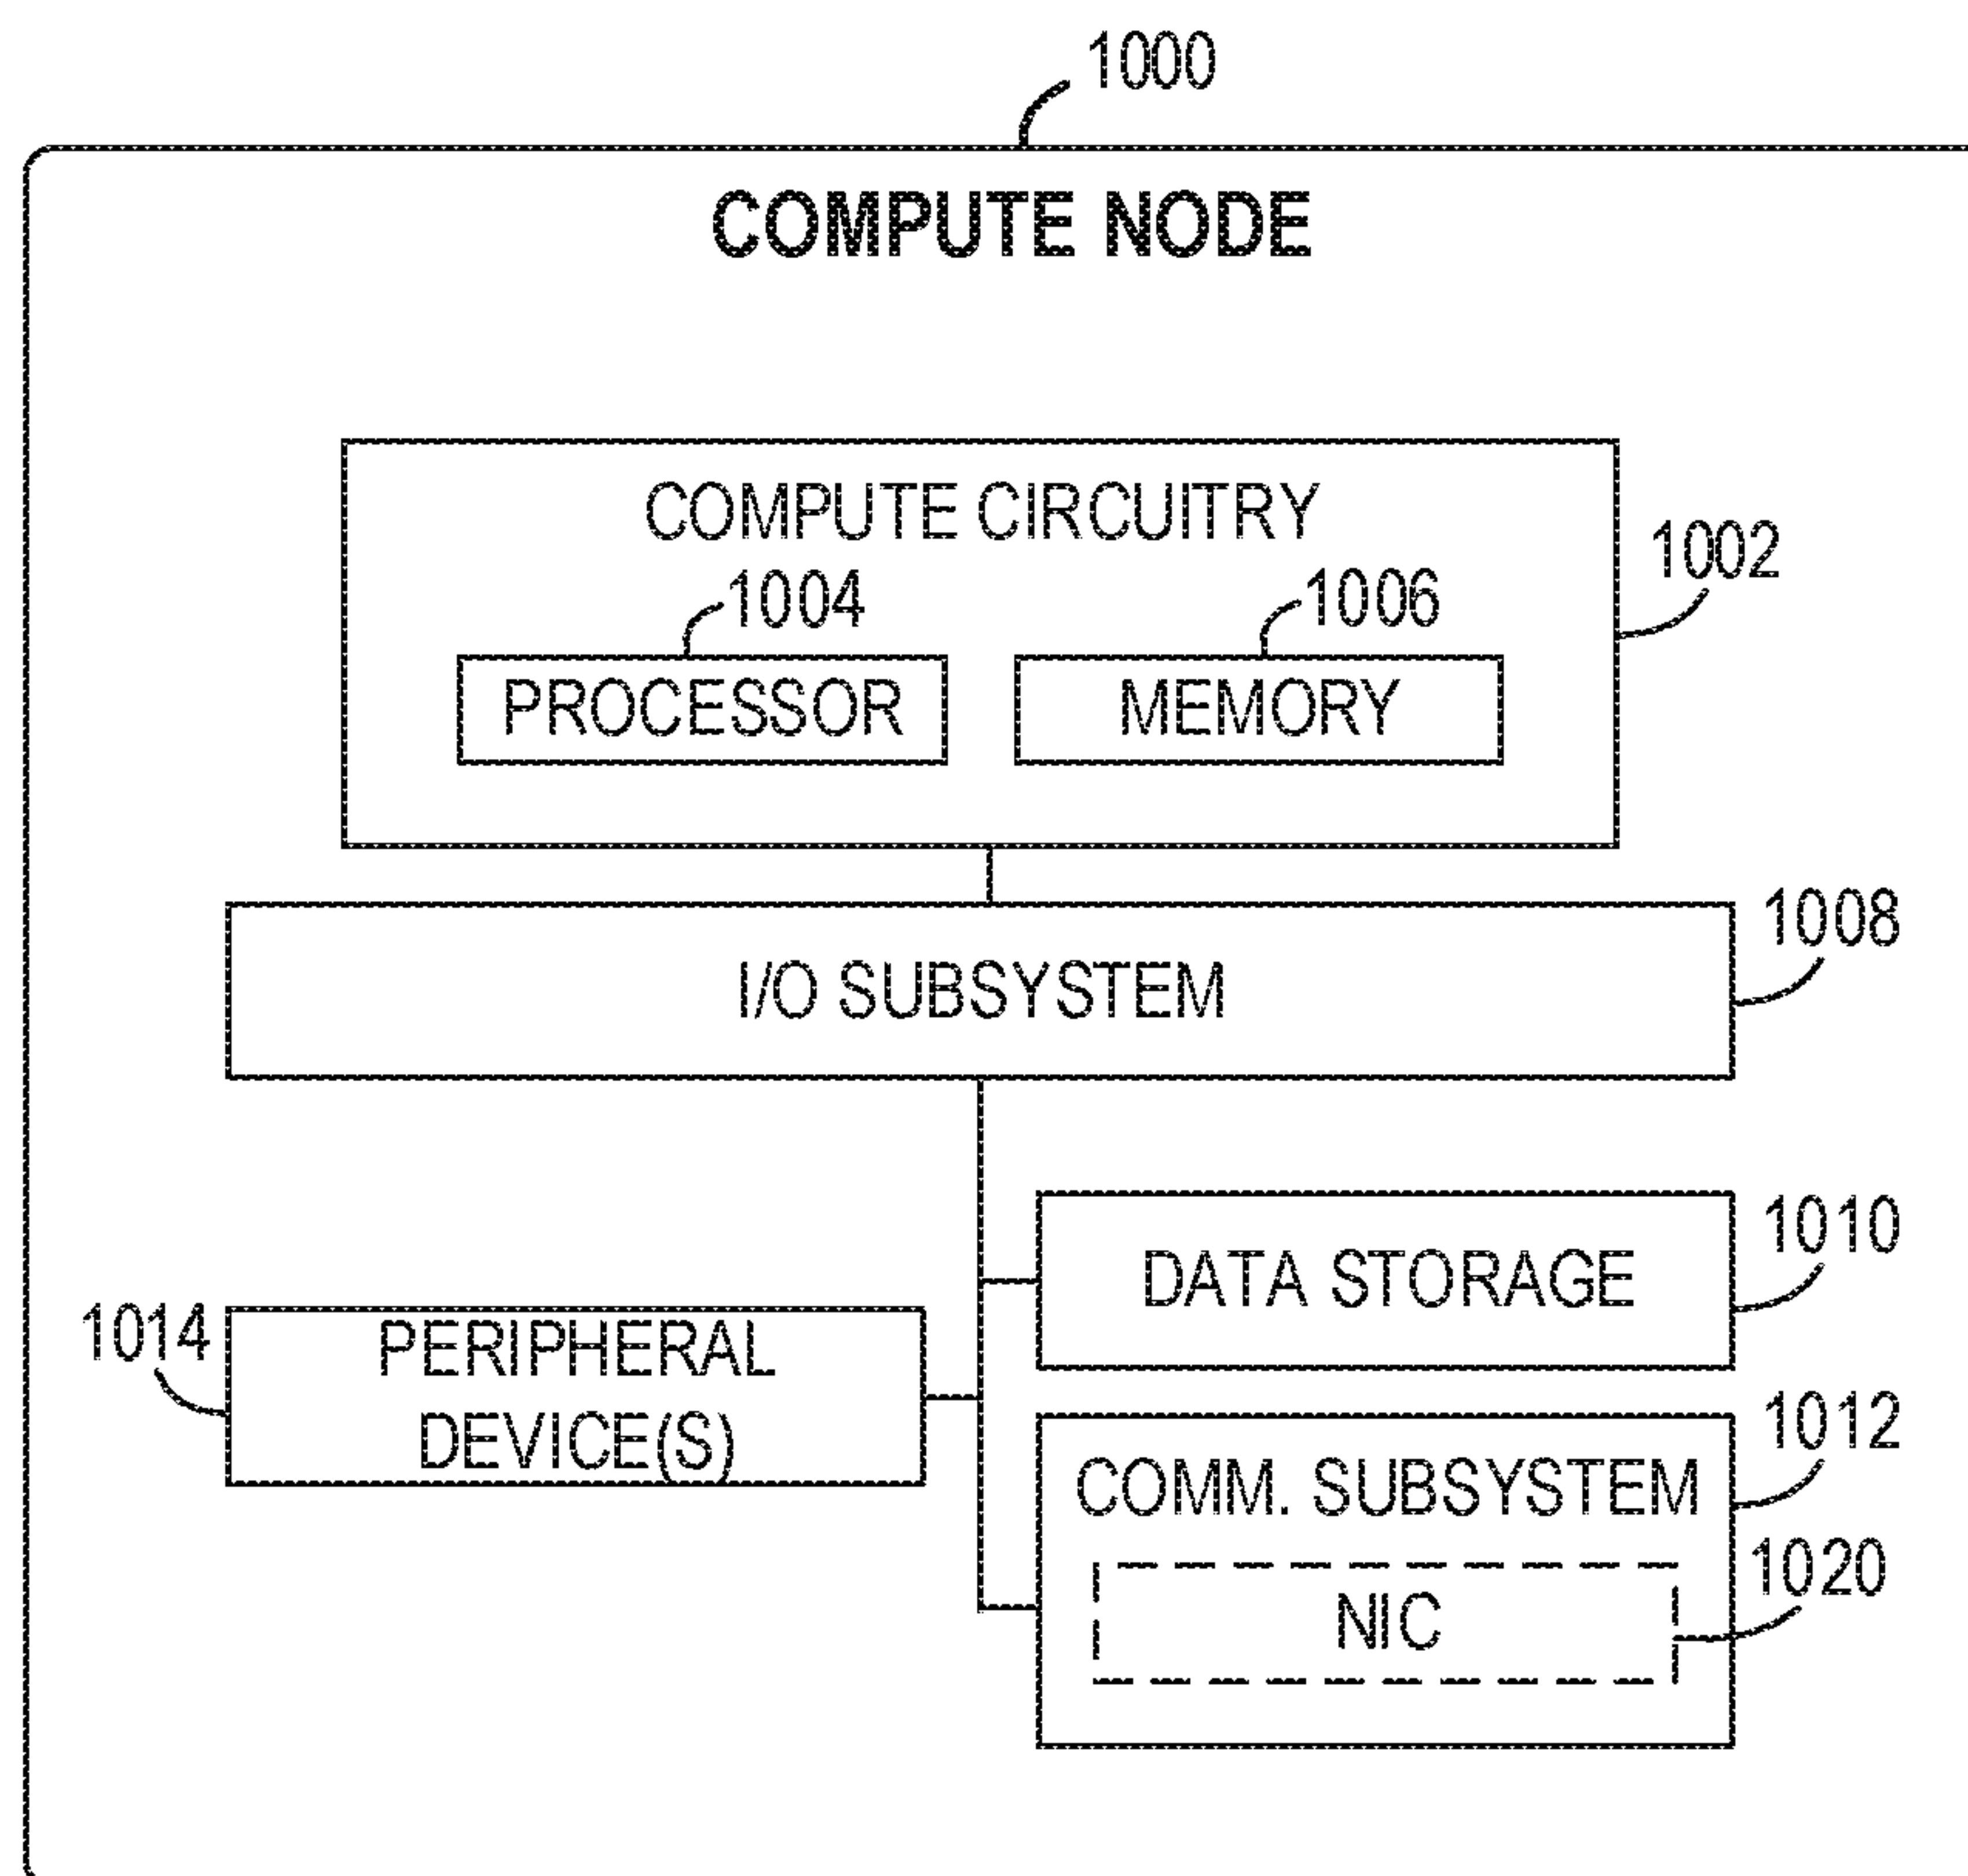 1000
COMPUTE NODE
COMPUTE CIRCUITRY
1002
1004
1006
PROCESSOR
MEMORY
1008
I/O SUBSYSTEM
1010
DATA STORAGE
1014
PERIPHERAL
DEVICE(S)
1012
COMM. SUBSYSTEM
1020
NIC